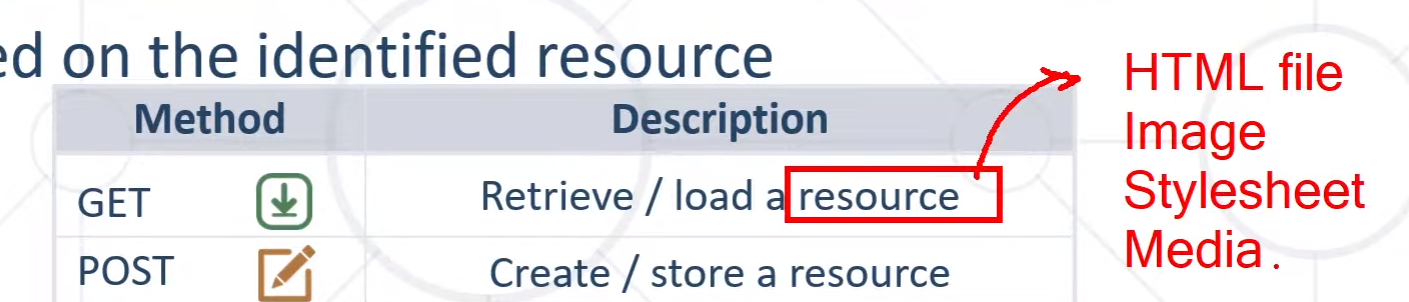 ed on the identified resource
Method Description
GET Retrieve / load a resource
POST Create / store a resource
HTML file
Image
Stylesheet
Media.